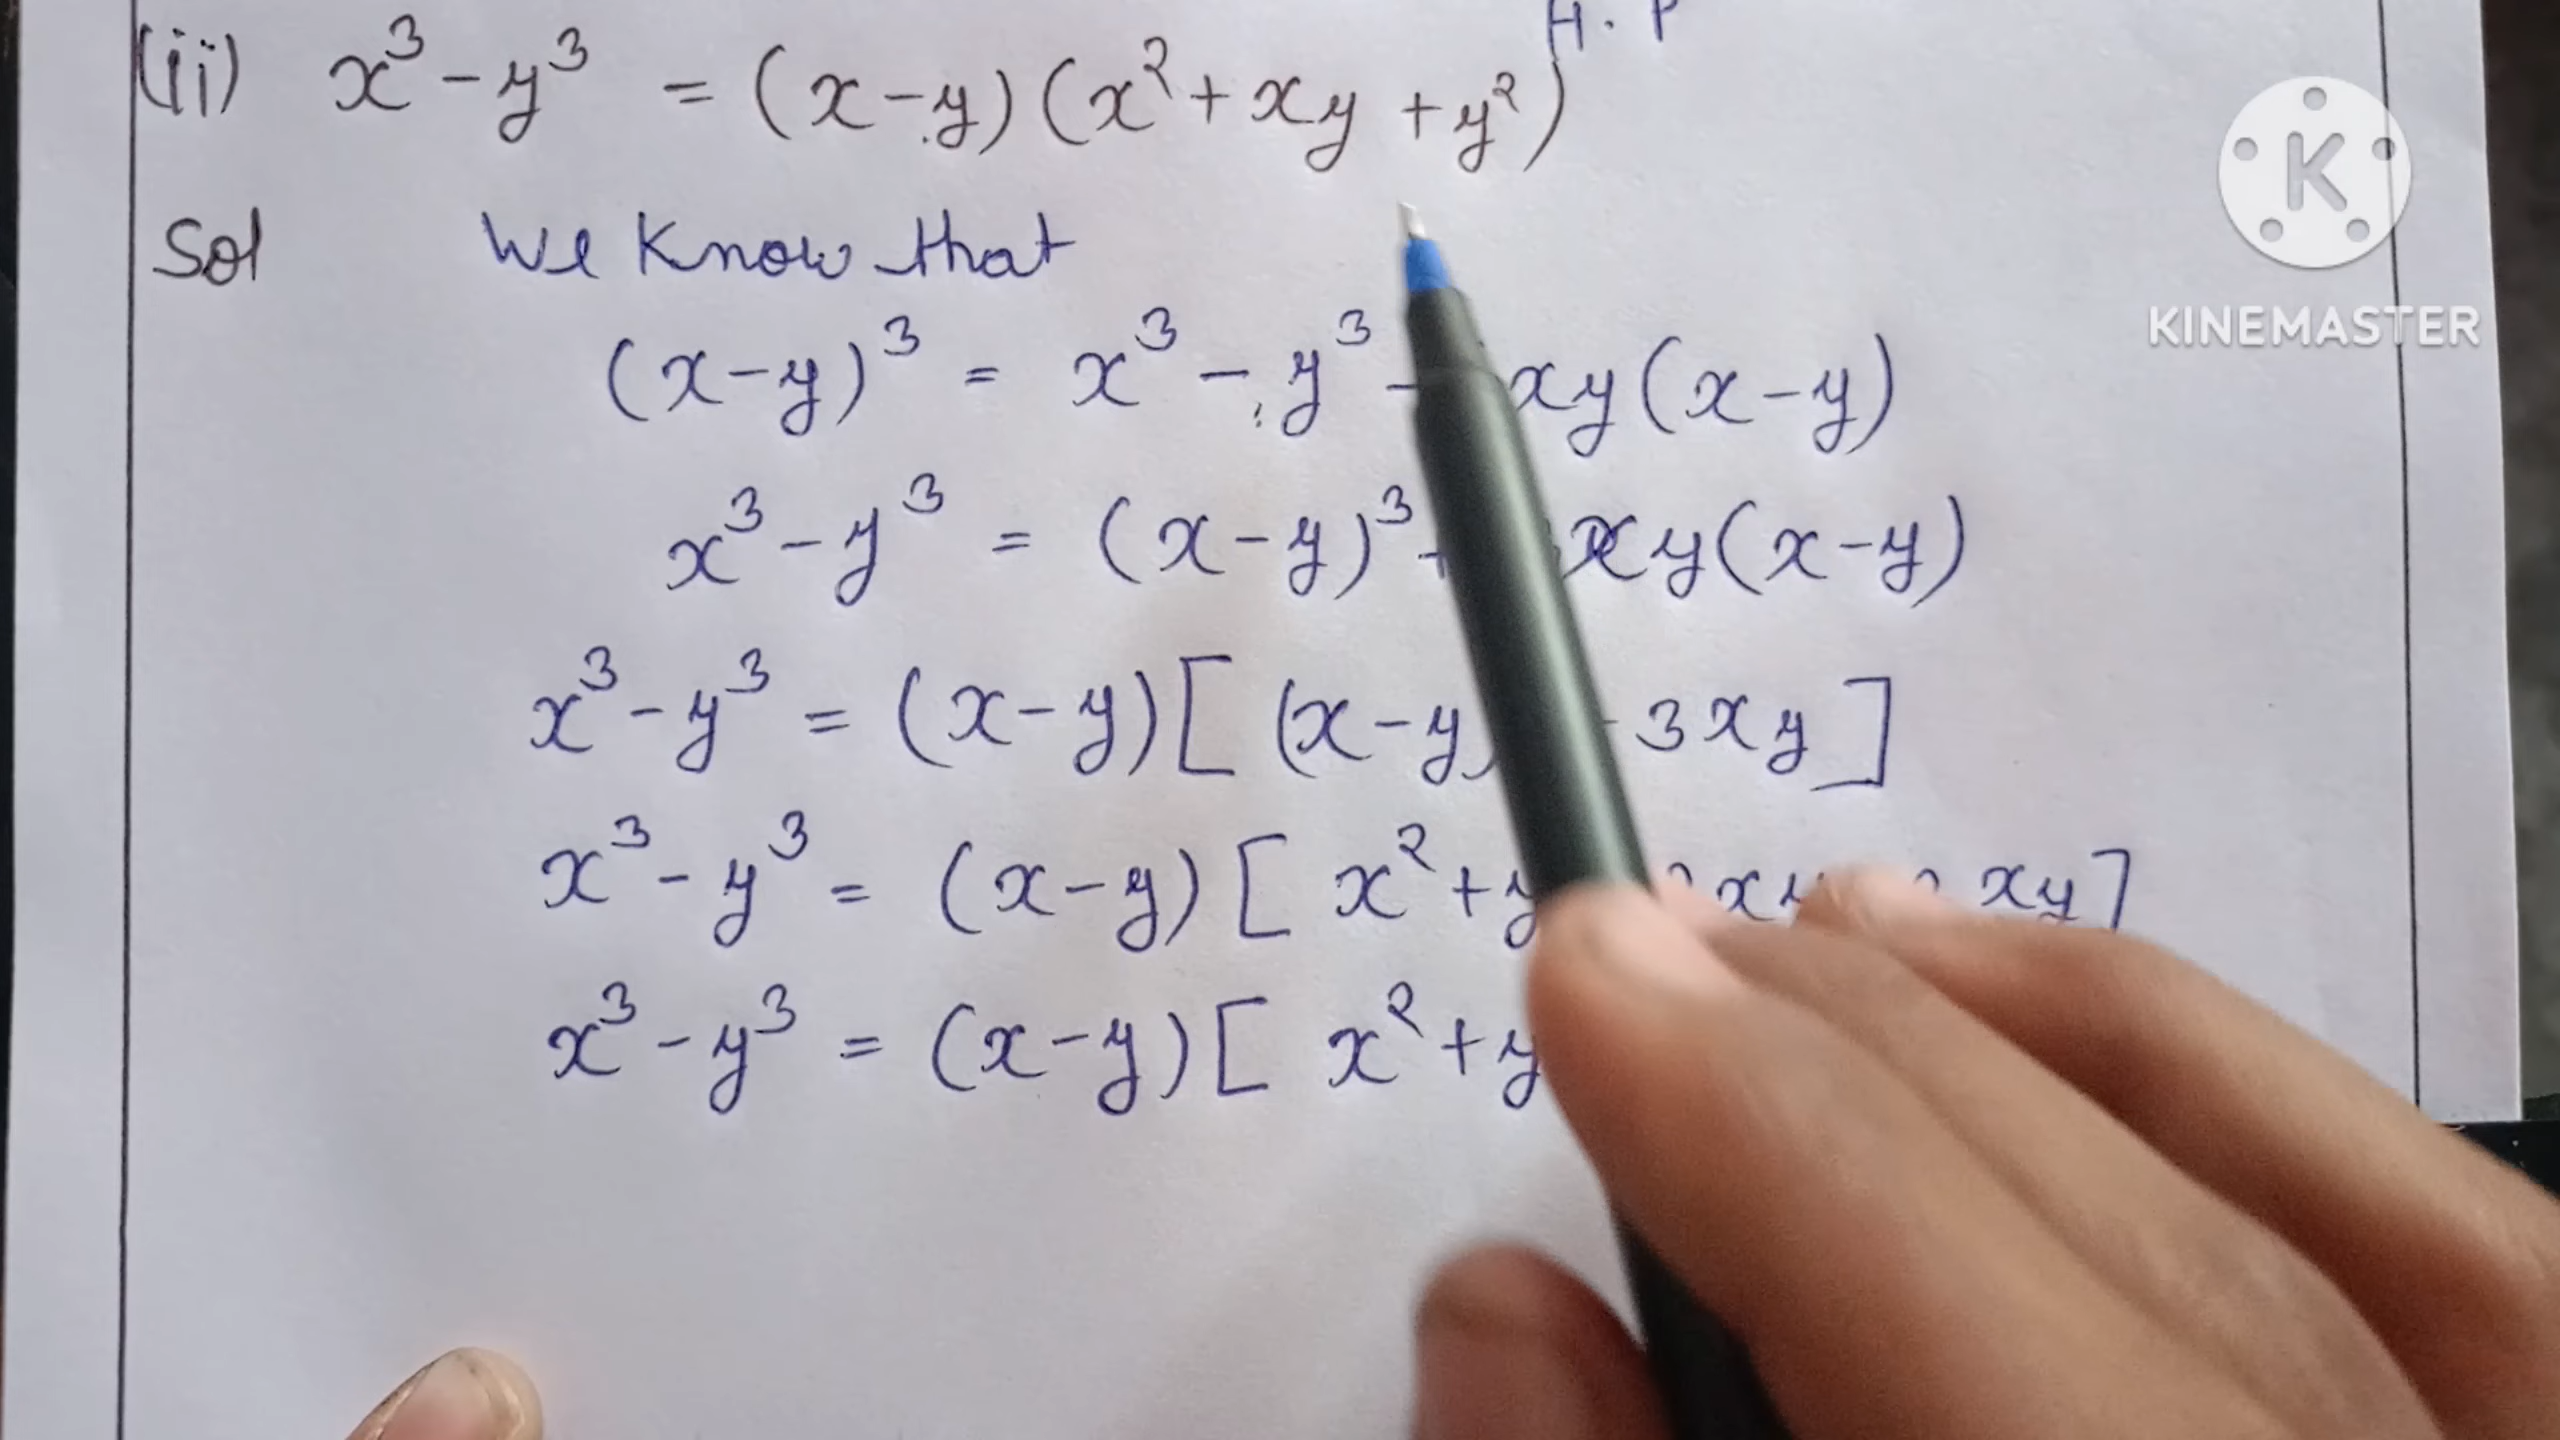 H.P
(ii) x³ - y³ = (x - y) (x² + xy + y²)
Sol We Know that
(x - y)³ = x³ - y³ - xy (x - y)
x³ - y³ = (x - y)³ + xy (x - y)
x³ - y³ = (x - y) [ (x - y) 3xy ]
x³ - y³ = (x - y) [ x² + y xy xy ]
x³ - y³ = (x - y) [ x² + y
K
KINEMASTER